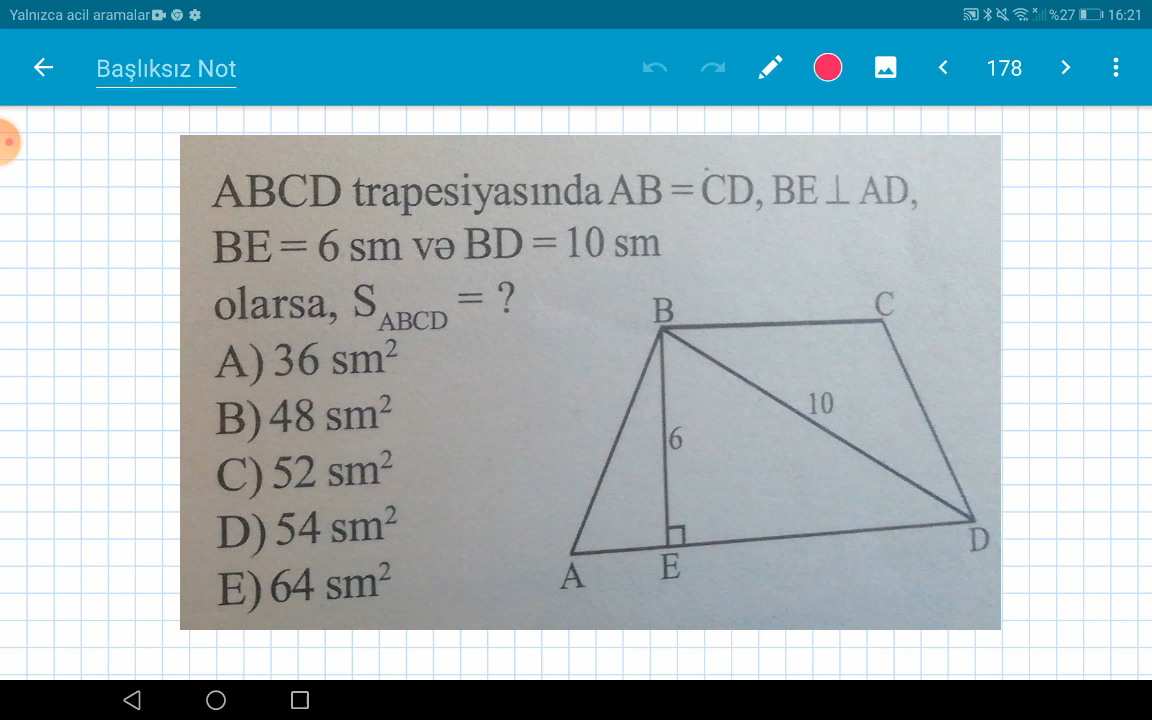 Yalnızca acil aramalar %27 16:21
Başlıksız Not 178
ABCD trapesiyasında AB = CD, BE ⊥ AD,
BE = 6 sm və BD = 10 sm
olarsa, S_ABCD = ?
A) 36 sm²
B) 48 sm²
C) 52 sm²
D) 54 sm²
E) 64 sm²
B C
10
6
A E D